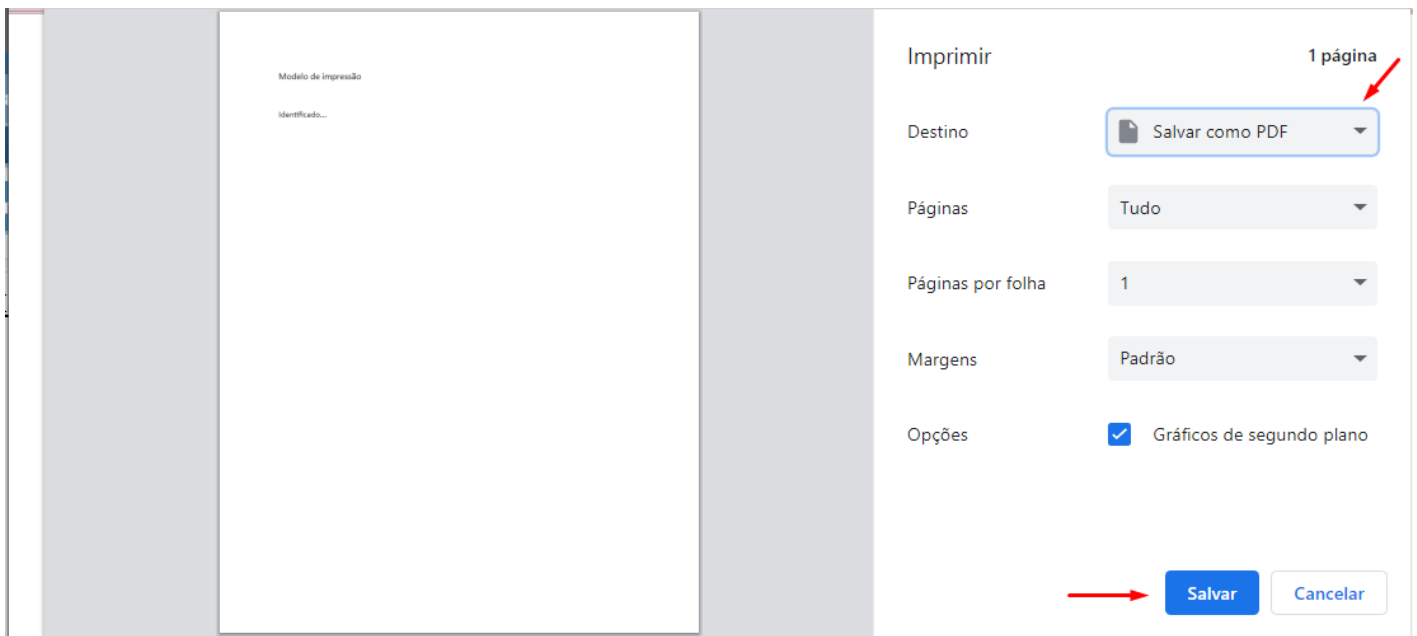 Modelo de impressão
Identificado...
Imprimir
1 página
Destino
Salvar como PDF
Páginas
Tudo
Páginas por folha
1
Margens
Padrão
Opções
Gráficos de segundo plano
Salvar
Cancelar